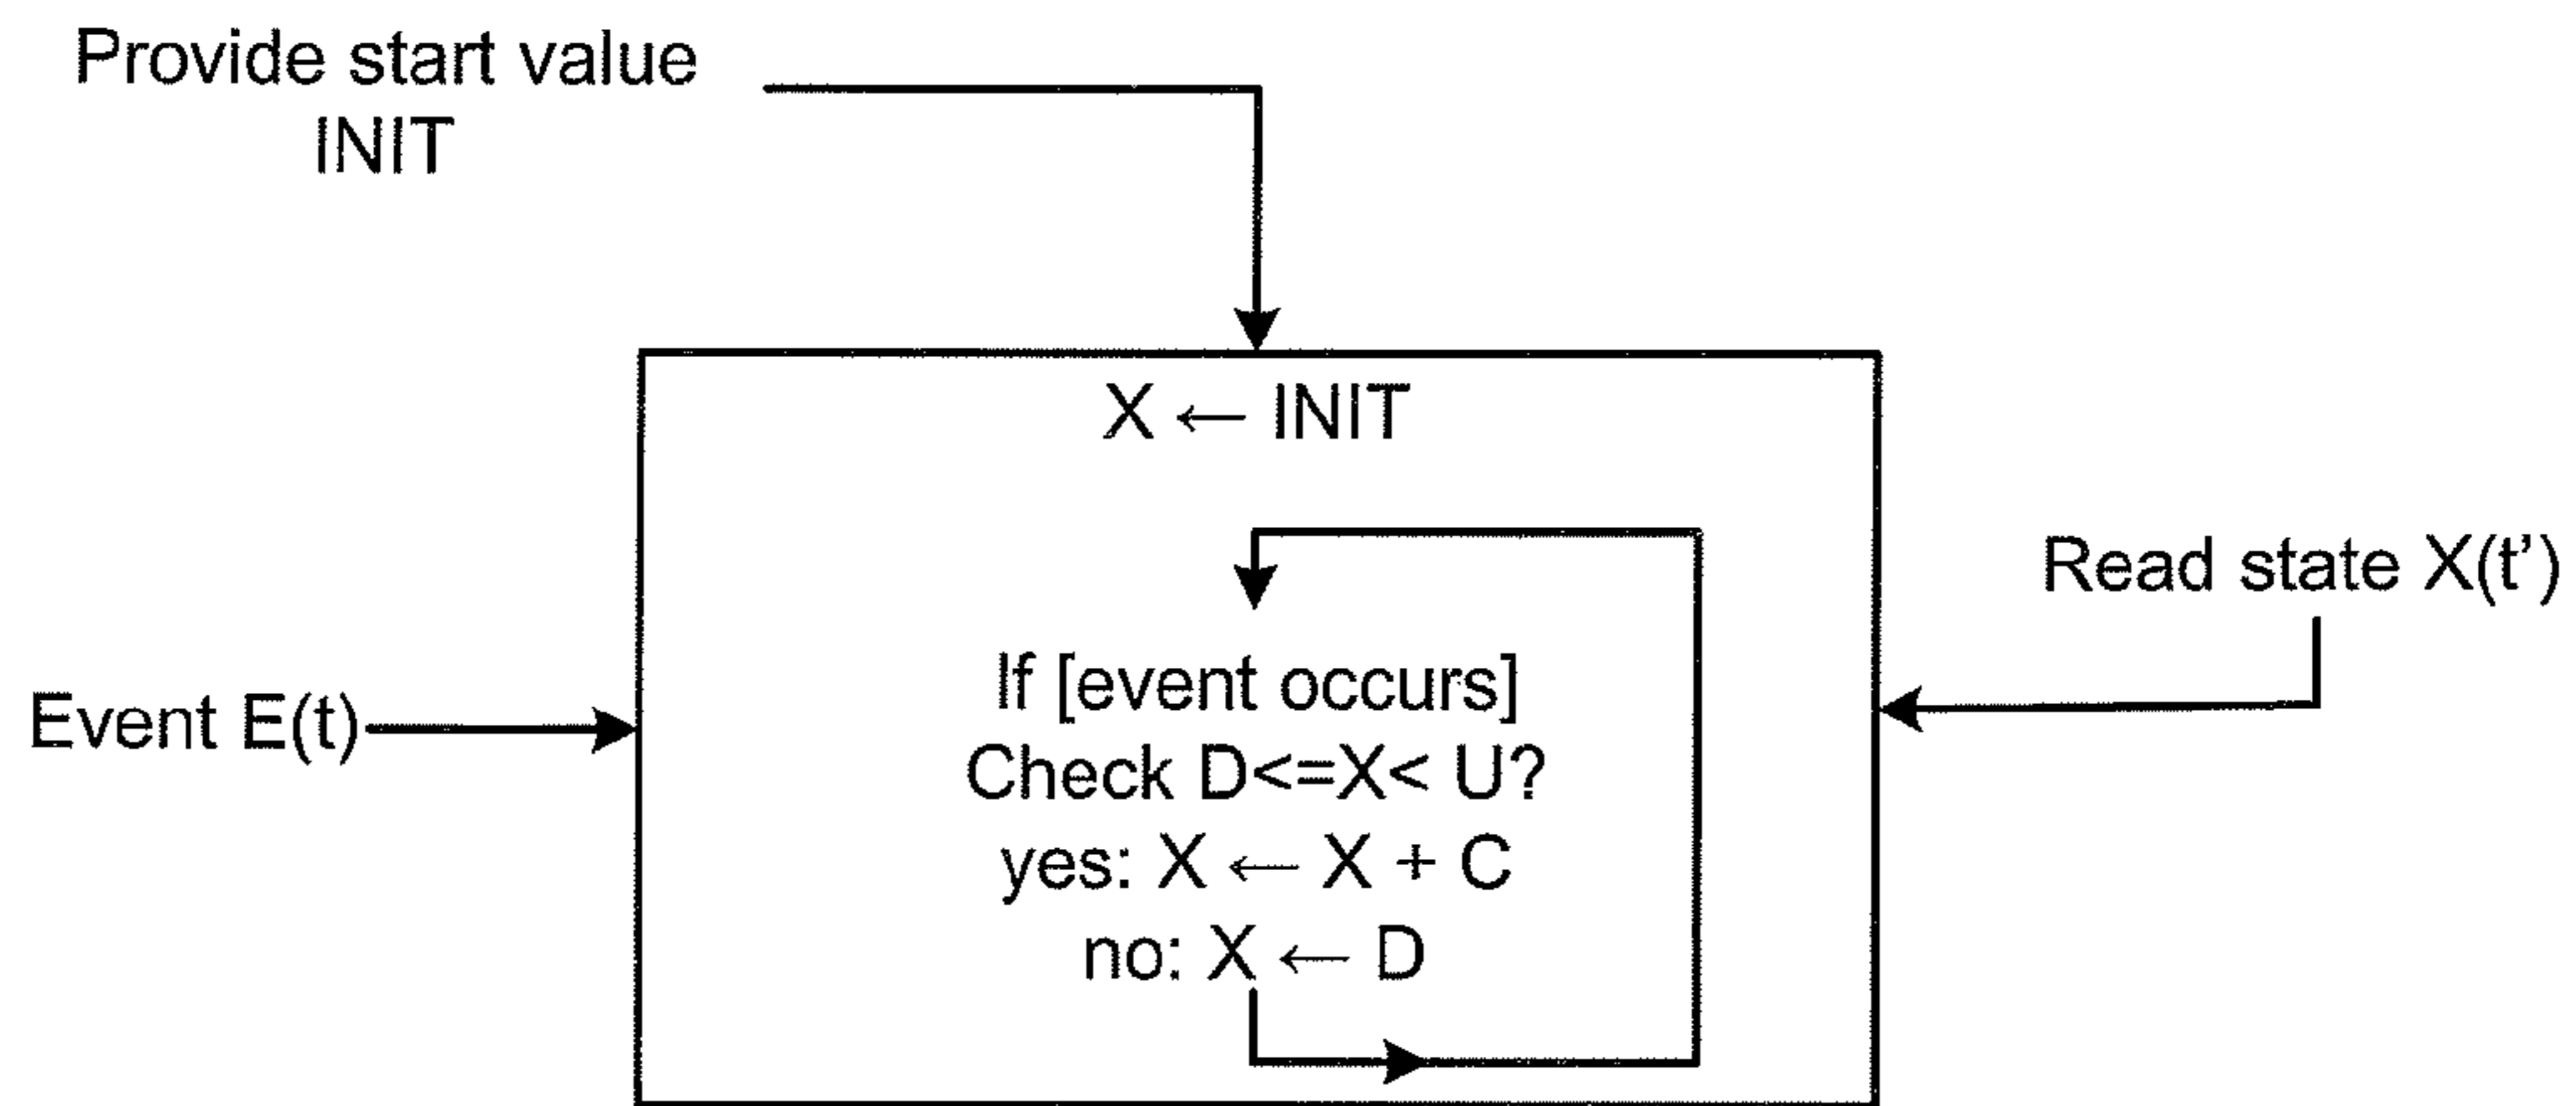 Provide start value
INIT
X ← INIT
Read state X(t’)
If [event occurs]
Event E(t)
Check D<=X< U?
yes: X ← X + C
no: X ← D